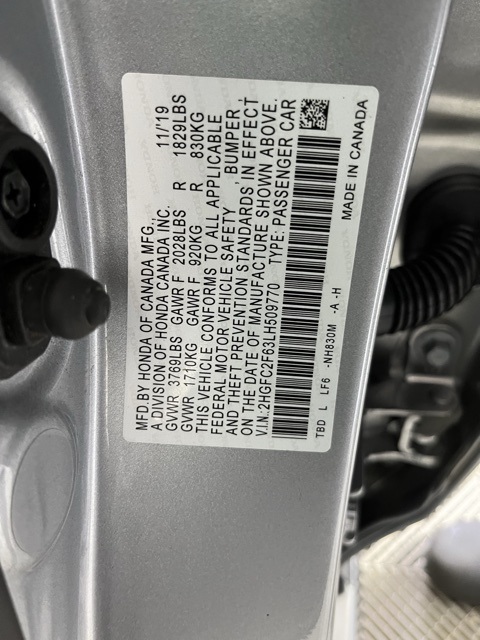 MFD.BY HONDA OF CANADA MFG., 11/19
A DIVISION OF HONDA CANADA INC.
GVWR 3769LBS GAWR F 2028LBS R 1829LBS
GVWR 1710KG GAWR F 920KG R 830KG
THIS VEHICLE CONFORMS TO ALL APPLICABLE
FEDERAL MOTOR VEHICLE SAFETY, BUMPER,
AND THEFT PREVENTION STANDARDS IN EFFECT
ON THE DATE OF MANUFACTURE SHOWN ABOVE.
V.I.N.:2HGFC2F63LH509770 TYPE: PASSENGER CAR
TBD L LF6 -NH830M -A -H MADE IN CANADA